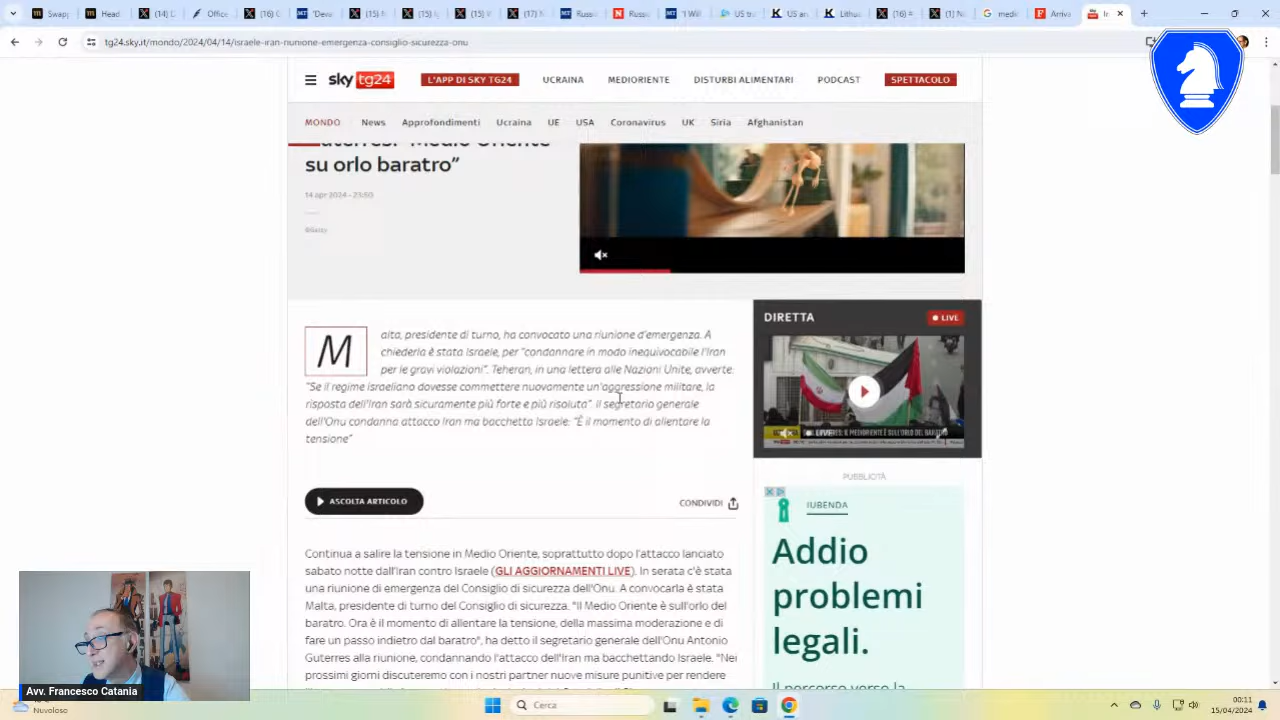 tg24.sky.it/mondo/2024/04/14/israele-iran-riunione-emergenza-consiglio-sicurezza-onu
sky tg24
L'APP DI SKY TG24 UCRAINA MEDIORIENTE DISTURBI ALIMENTARI PODCAST SPETTACOLO
MONDO News Approfondimenti Ucraina UE USA Coronavirus UK Siria Afghanistan
su orlo baratro”
14 apr 2024 - 23:50
DIRETTA
LIVE
M
alta, presidente di turno, ha convocato una riunione d’emergenza. A
chiederla è stata Israele, per “condannare in modo inequivocabile l’Iran
per le gravi violazioni”. Teheran, in una lettera alle Nazioni Unite, avverte:
“Se il regime israeliano dovesse commettere nuovamente un’aggressione militare, la
risposta dell’Iran sarà sicuramente più forte e più risoluta”. Il segretario generale
dell’Onu condanna attacco Iran ma bacchetta Israele: “È il momento di allentare la
tensione”
PUBBLICITÀ
ASCOLTA ARTICOLO
CONDIVIDI
IUBENDA
Addio
problemi
legali.
Il percorso verso la
Continua a salire la tensione in Medio Oriente, soprattutto dopo l’attacco lanciato
sabato notte dall’Iran contro Israele (GLI AGGIORNAMENTI LIVE). In serata c’è stata
una riunione di emergenza del Consiglio di sicurezza dell’Onu. A convocarla è stata
Malta, presidente di turno del Consiglio di sicurezza. "Il Medio Oriente è sull’orlo del
baratro. Ora è il momento di allentare la tensione, della massima moderazione e di
fare un passo indietro dal baratro", ha detto il segretario generale dell’Onu Antonio
Guterres alla riunione, condannando l’attacco dell’Iran ma bacchettando Israele. "Nei
prossimi giorni discuteremo con i nostri partner nuove misure punitive per rendere
Avv. Francesco Catania
Nuvoloso
Cerca
00:11
15/04/2024